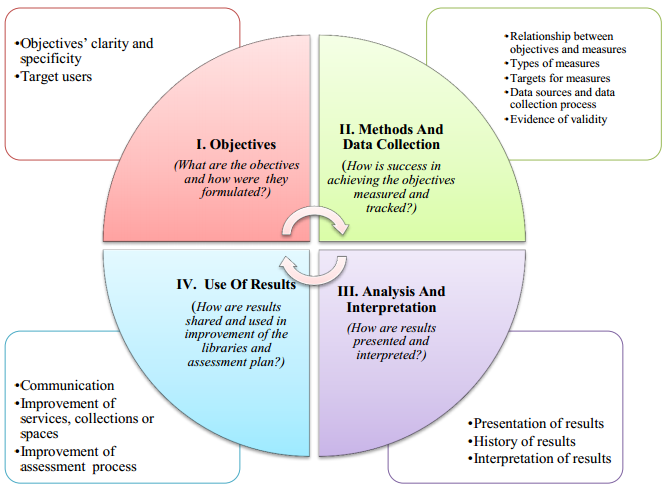 •Objectives' clarity and
specificity
•Target users
•Relationship between
objectives and measures
•Types of measures
•Targets for measures
•Data sources and data
collection process
•Evidence of validity
I. Objectives
(What are the obectives
and how were they
formulated?)
II. Methods And
Data Collection
(How is success in
achieving the objectives
measured and
tracked?)
IV. Use Of Results
(How are results
shared and used in
improvement of the
libraries and
assessment plan?)
III. Analysis And
Interpretation
(How are results
presented and
interpreted?)
•Communication
•Improvement of
services, collections or
spaces
•Improvement of
assessment process
•Presentation of results
•History of results
•Interpretation of results